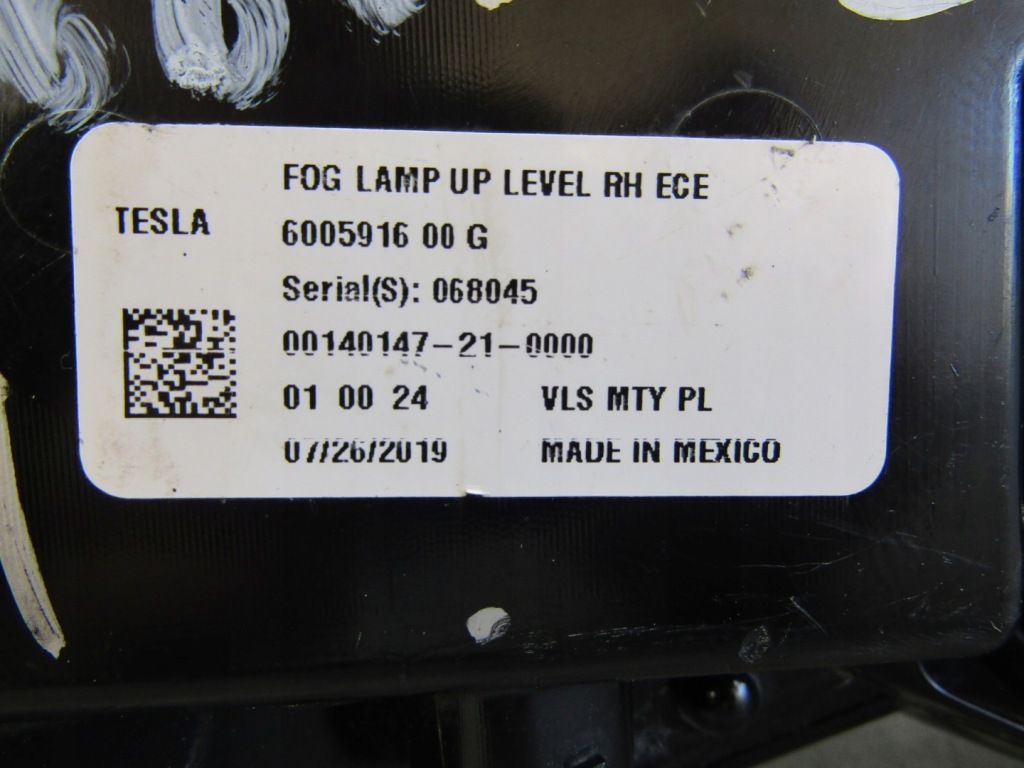 TESLA
FOG LAMP UP LEVEL RH ECE
6005916 00 G
Serial(S): 068045
00140147-21-0000
01 00 24 VLS MTY PL
07/26/2019 MADE IN MEXICO